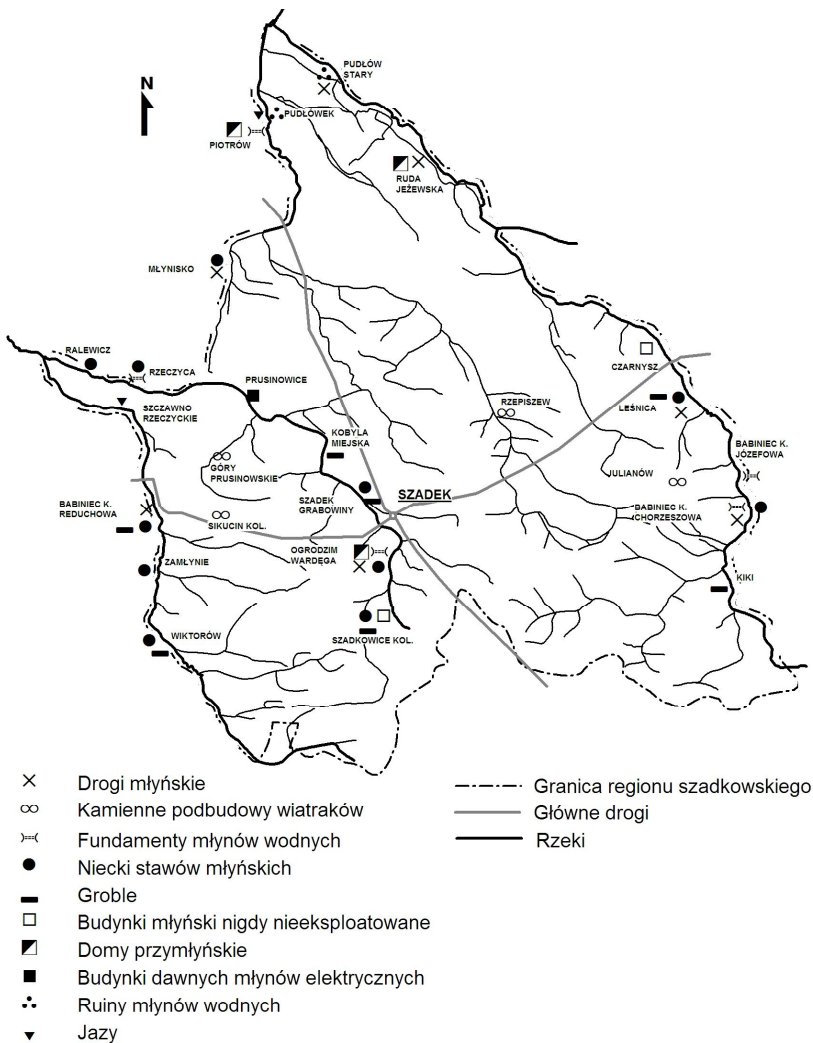 PUDŁÓW
STARY
N
PUDŁÓWEK
PIOTRÓW
RUDA
JEŻEWSKA
MŁYNISKO
RALEWICZ
RZECZYCA
PRUSINOWICE
CZARNYSZ
SZCZAWNO
RZECZYCKIE
RZEPISZEW
LEŚNICA
KOBYLA
MIEJSKA
BABINIEC K.
JÓZEFOWA
GÓRY
PRUSINOWSKIE
JULIANÓW
SZADEK
GRABOWINY
SZADEK
BABINIEC K.
REDUCHOWA
SIKUCIN KOL.
BABINIEC K.
CHORZESZOWA
OGRODZIM
WARDĘGA
ZAMŁYNIE
KIKI
WIKTORÓW
SZADKOWICE KOL.
Drogi młyńskie
Kamienne podbudowy wiatraków
Fundamenty młynów wodnych
Niecki stawów młyńskich
Groble
Budynki młyński nigdy nieeksploatowane
Domy przymłyńskie
Budynki dawnych młynów elektrycznych
Ruiny młynów wodnych
Jazy
Granica regionu szadkowskiego
Główne drogi
Rzeki